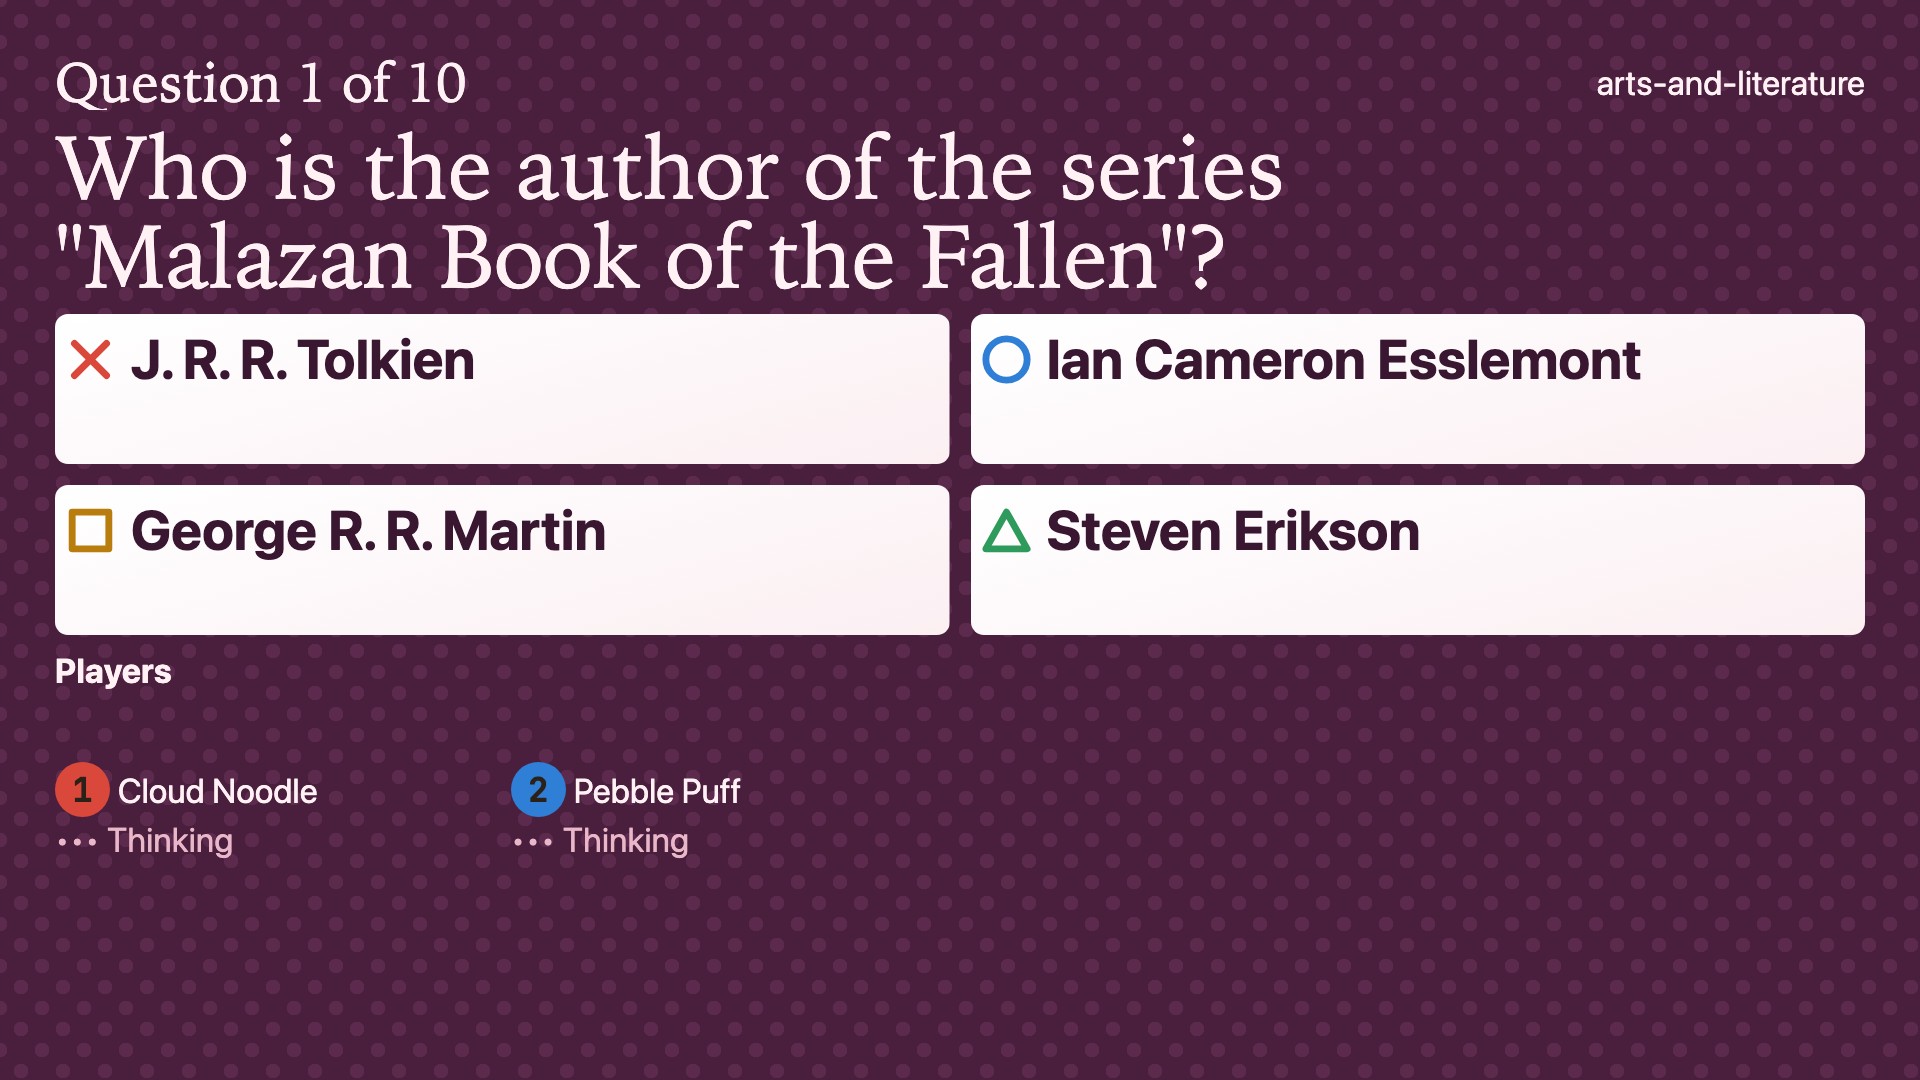 Question 1 of 10
arts-and-literature
Who is the author of the series
"Malazan Book of the Fallen"?
J. R. R. Tolkien
Ian Cameron Esslemont
George R. R. Martin
Steven Erikson
Players
1 Cloud Noodle
2 Pebble Puff
··· Thinking
··· Thinking